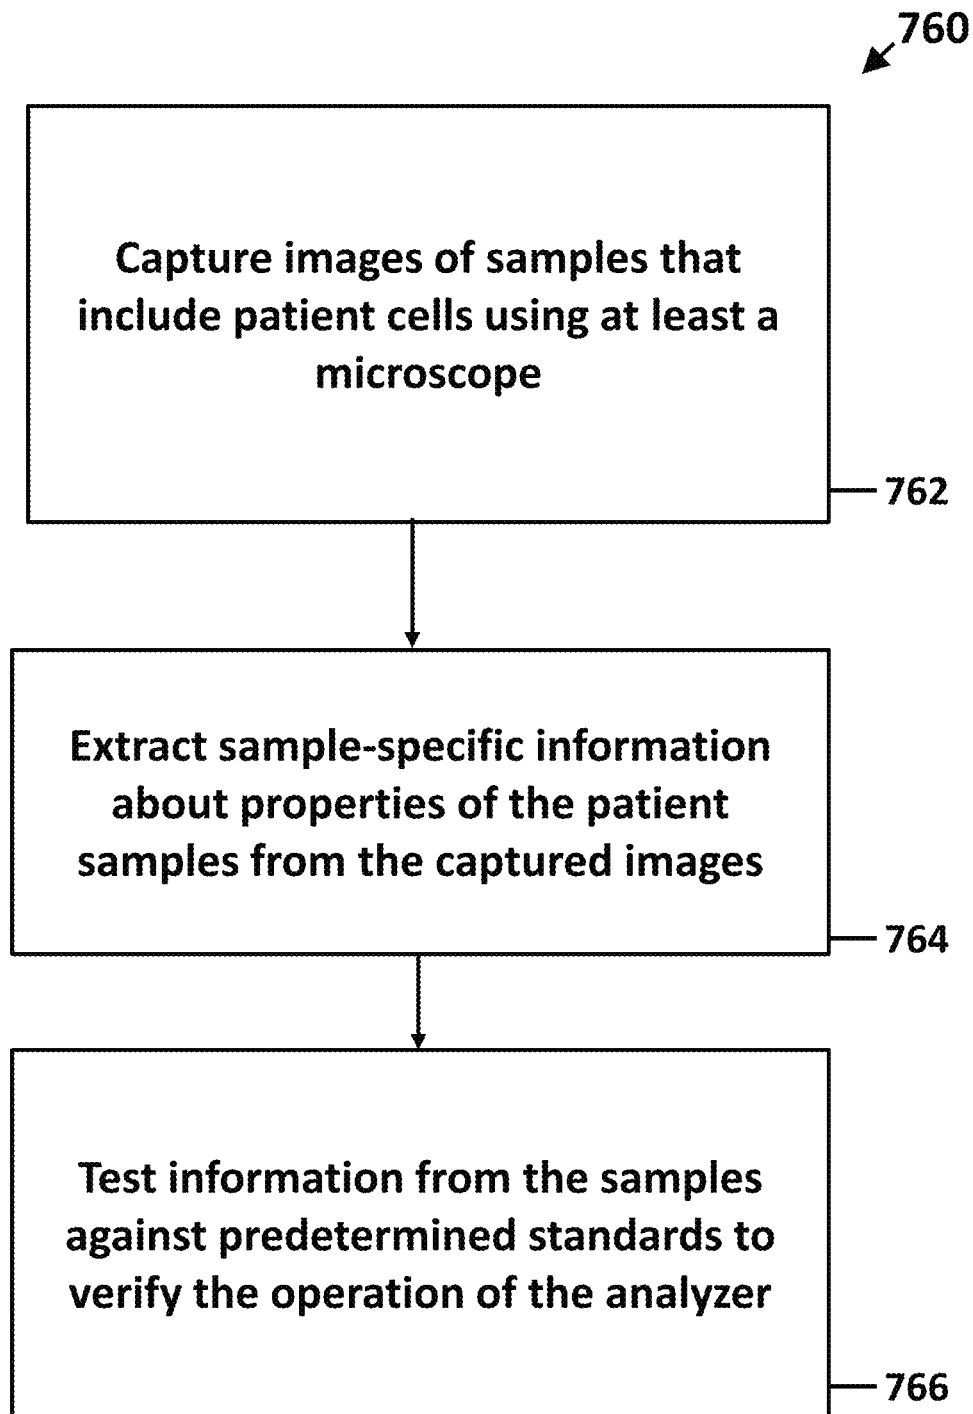 760
Capture images of samples that
include patient cells using at least a
microscope
762
Extract sample-specific information
about properties of the patient
samples from the captured images
764
Test information from the samples
against predetermined standards to
verify the operation of the analyzer
766